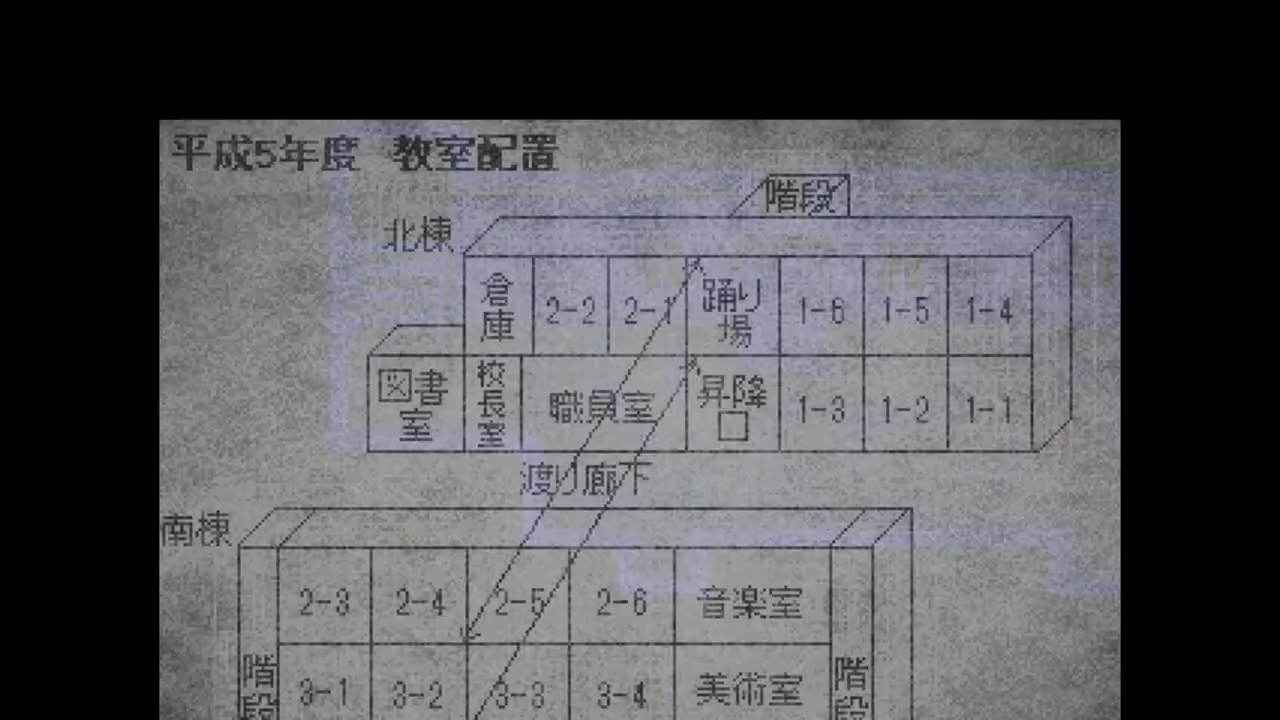 平成5年度 教室配置
階段
北棟
倉庫 2-2 2-1 踊り場 1-6 1-5 1-4
図書室 校長室 職員室 昇降口 1-3 1-2 1-1
渡り廊下
南棟
2-3 2-4 2-5 2-6 音楽室
階段 3-1 3-2 3-3 3-4 美術室 階段